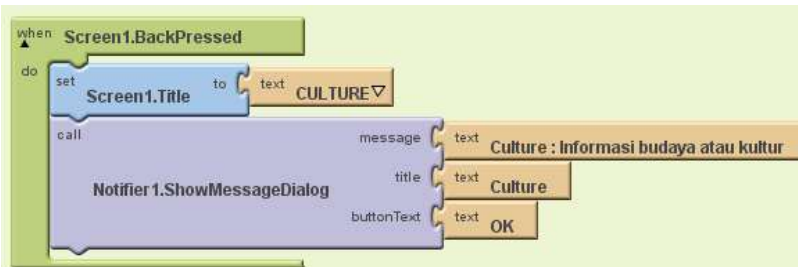 when Screen1.BackPressed
do
set Screen1.Title to text CULTURE
call Notifier1.ShowMessageDialog
message text Culture : Informasi budaya atau kultur
title text Culture
buttonText text OK